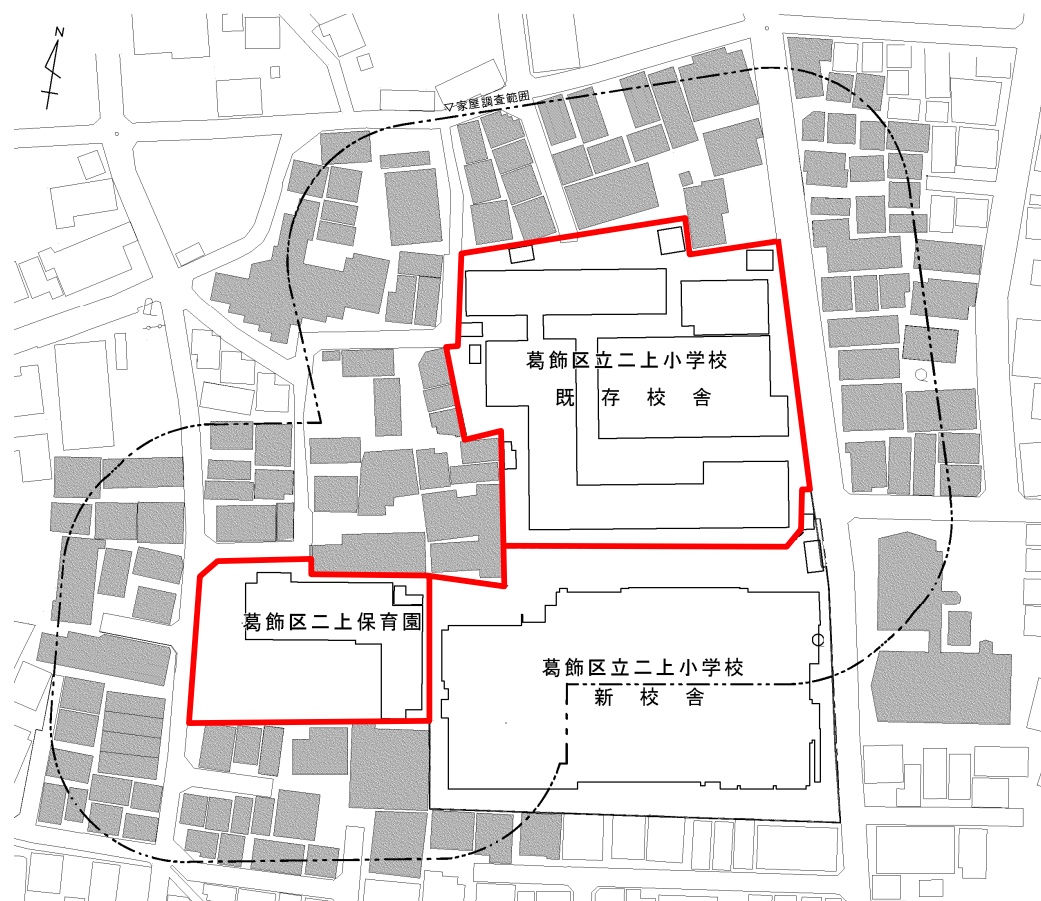 N
▽家屋調査範囲
葛飾区立二上小学校
既存校舎
葛飾区二上保育園
葛飾区立二上小学校
新校舎